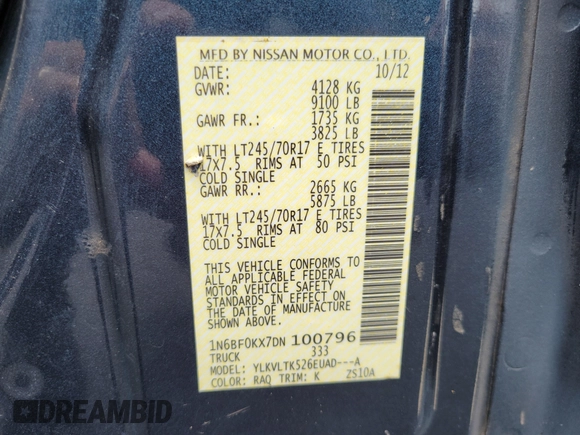 MFD BY NISSAN MOTOR CO., LTD.
DATE: 10/12
GVWR: 4128 KG
9100 LB
GAWR FR.: 1735 KG
3825 LB
WITH LT245/70R17 E TIRES
17X7.5 RIMS AT 50 PSI
COLD SINGLE
GAWR RR.: 2665 KG
5875 LB
WITH LT245/70R17 E TIRES
17X7.5 RIMS AT 80 PSI
COLD SINGLE
THIS VEHICLE CONFORMS TO
ALL APPLICABLE FEDERAL
MOTOR VEHICLE SAFETY
STANDARDS IN EFFECT ON
THE DATE OF MANUFACTURE
SHOWN ABOVE.
1N6BF0KX7DN 100796
TRUCK 333
MODEL: YLKVLTK526EUAD---A
COLOR: RAQ TRIM: K ZS10A
DREAMBID